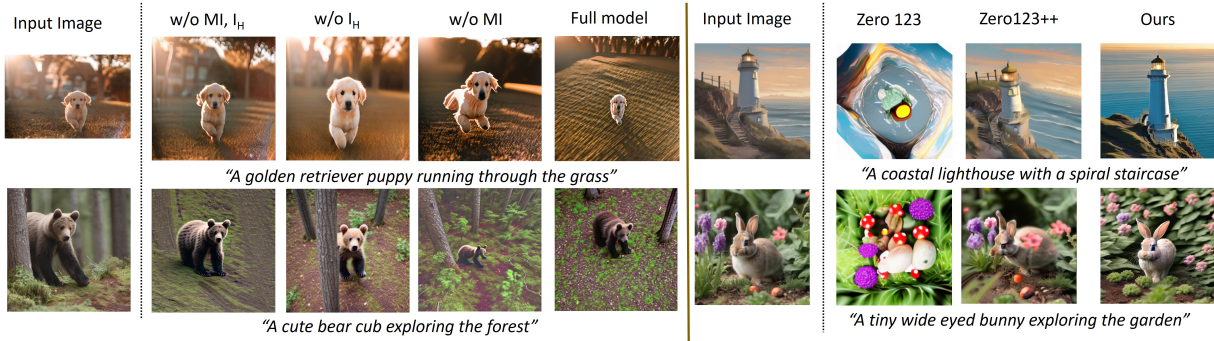 Input Image
w/o MI, I_H
w/o I_H
w/o MI
Full model
Input Image
Zero 123
Zero123++
Ours
“A golden retriever puppy running through the grass”
“A coastal lighthouse with a spiral staircase”
“A cute bear cub exploring the forest”
“A tiny wide eyed bunny exploring the garden”